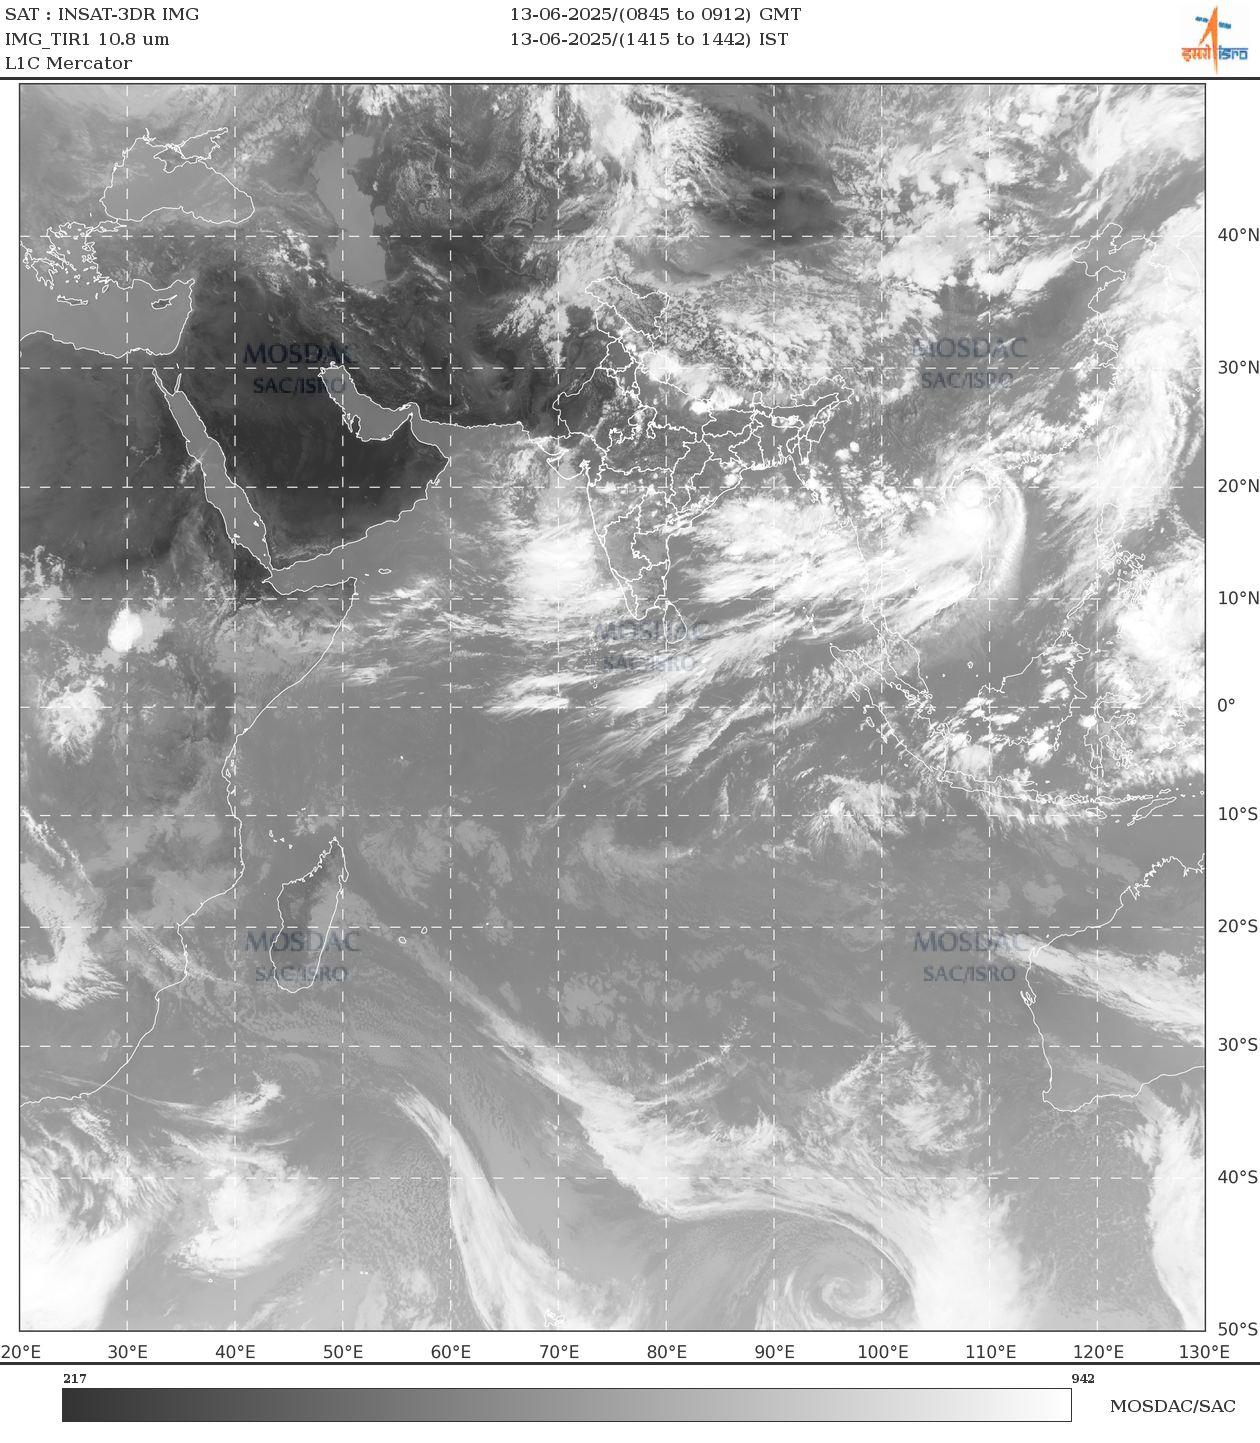 SAT : INSAT-3DR IMG
13-06-2025/(0845 to 0912) GMT
IMG_TIR1 10.8 um
13-06-2025/(1415 to 1442) IST
L1C Mercator
इसरो isro
40°N
MOSDAC
SAC/ISRO
MOSDAC
SAC/ISRO
30°N
20°N
10°N
MOSDAC
SAC/ISRO
0°
10°S
20°S
MOSDAC
SAC/ISRO
MOSDAC
SAC/ISRO
30°S
40°S
50°S
20°E 30°E 40°E 50°E 60°E 70°E 80°E 90°E 100°E 110°E 120°E 130°E
217
942
MOSDAC/SAC